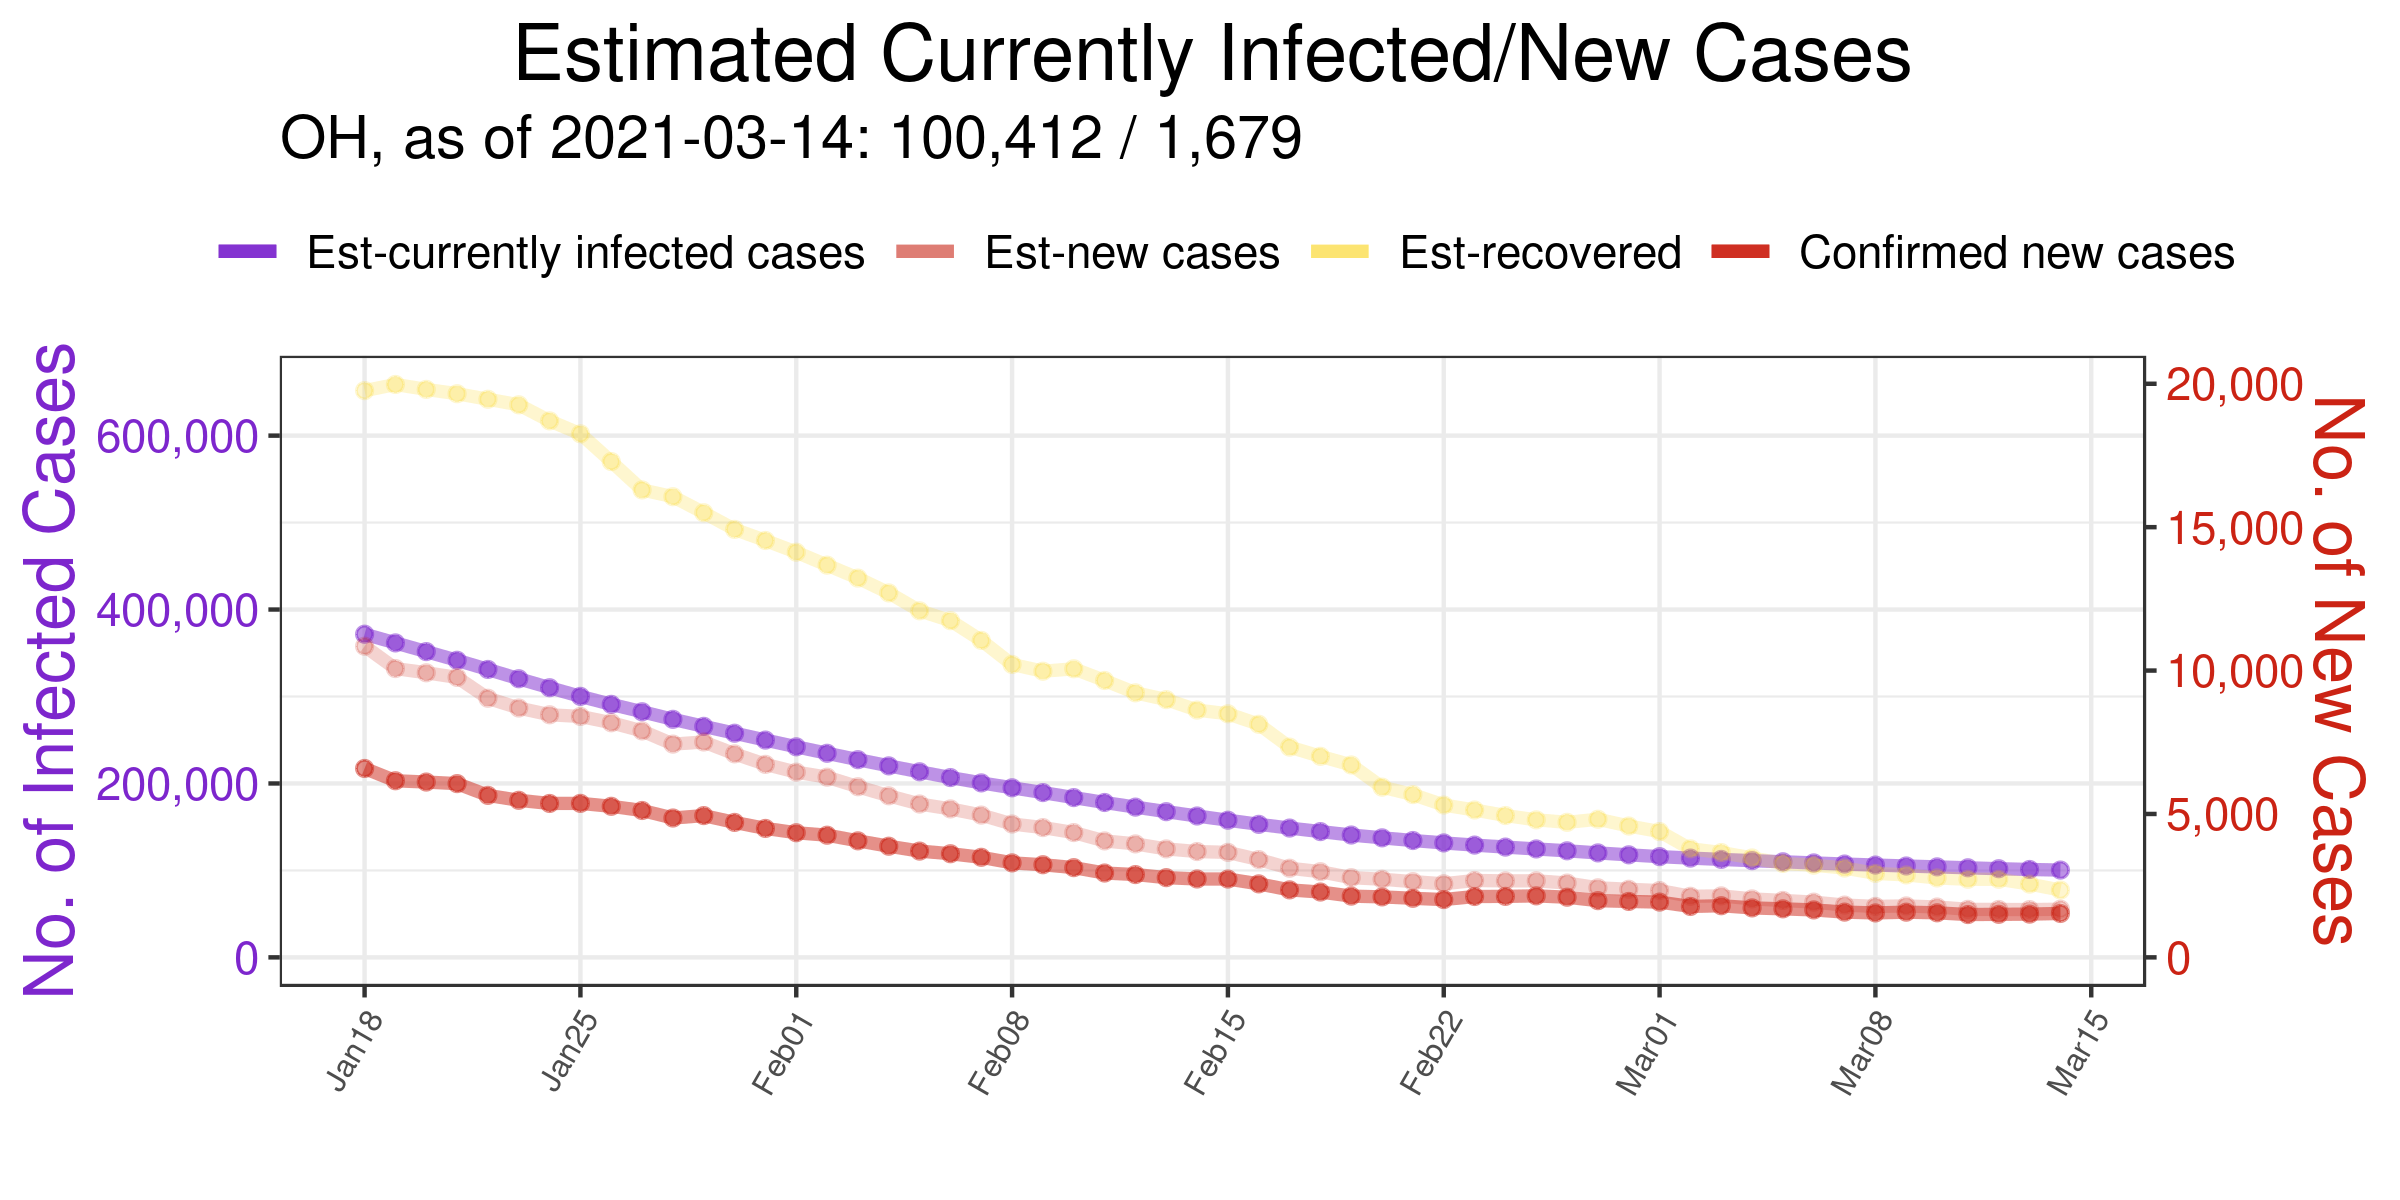 Estimated Currently Infected/New Cases
OH, as of 2021-03-14: 100,412 / 1,679
Est-currently infected cases Est-new cases Est-recovered Confirmed new cases
No. of Infected Cases
600,000
400,000
200,000
0
20,000
15,000
10,000
5,000
0
No. of New Cases
Jan18 Jan25 Feb01 Feb08 Feb15 Feb22 Mar01 Mar08 Mar15